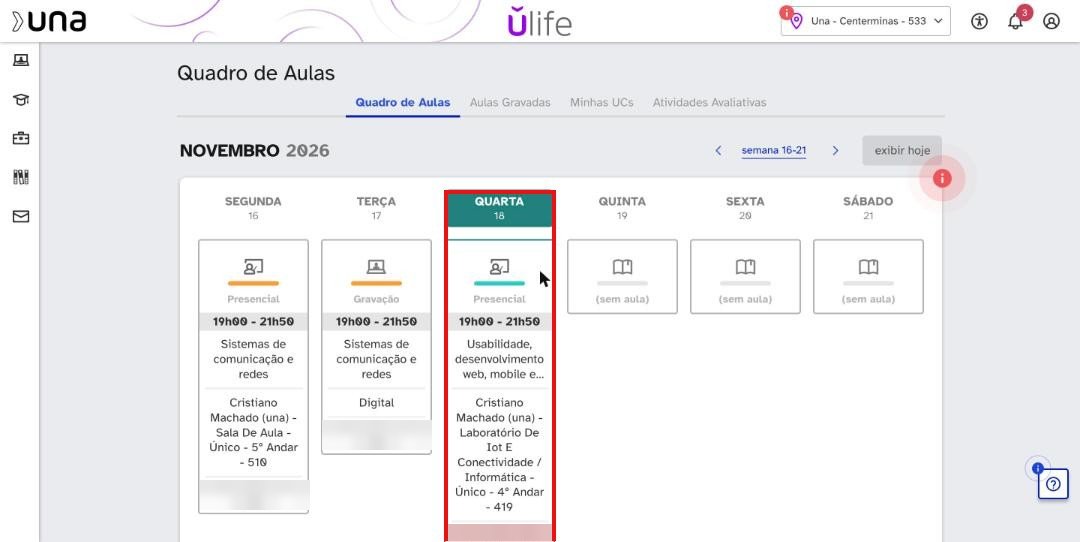 una
ulife
Una - Centerminas - 533
3
Quadro de Aulas
Quadro de Aulas Aulas Gravadas Minhas UCs Atividades Avaliativas
NOVEMBRO 2026
semana 16-21
exibir hoje
SEGUNDA
16
Presencial
19h00 - 21h50
Sistemas de
comunicação e
redes
Cristiano
Machado (una) -
Sala De Aula -
Único - 5° Andar
- 510
TERÇA
17
Gravação
19h00 - 21h50
Sistemas de
comunicação e
redes
Digital
QUARTA
18
Presencial
19h00 - 21h50
Usabilidade,
desenvolvimento
web, mobile e...
Cristiano
Machado (una) -
Laboratório De
Iot E
Conectividade /
Informática -
Único - 4° Andar
- 419
QUINTA
19
(sem aula)
SEXTA
20
(sem aula)
SÁBADO
21
(sem aula)